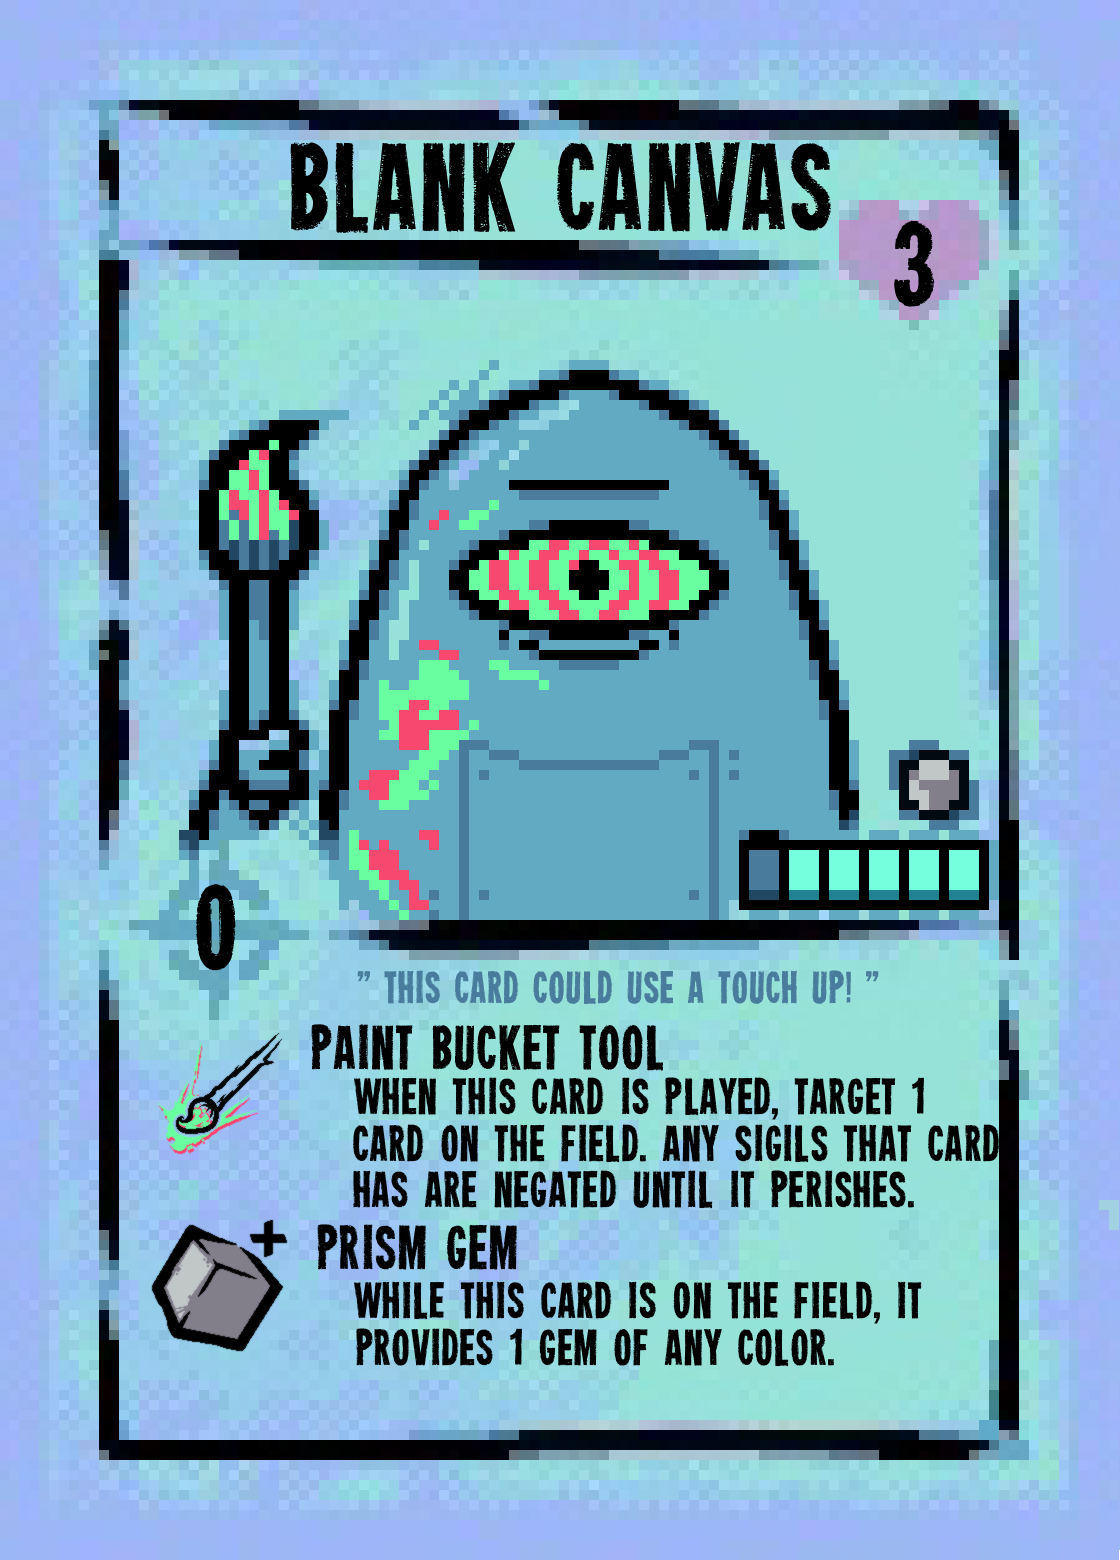 BLANK CANVAS
3
0
" THIS CARD COULD USE A TOUCH UP! "
PAINT BUCKET TOOL
WHEN THIS CARD IS PLAYED, TARGET 1
CARD ON THE FIELD. ANY SIGILS THAT CARD
HAS ARE NEGATED UNTIL IT PERISHES.
+
PRISM GEM
WHILE THIS CARD IS ON THE FIELD, IT
PROVIDES 1 GEM OF ANY COLOR.